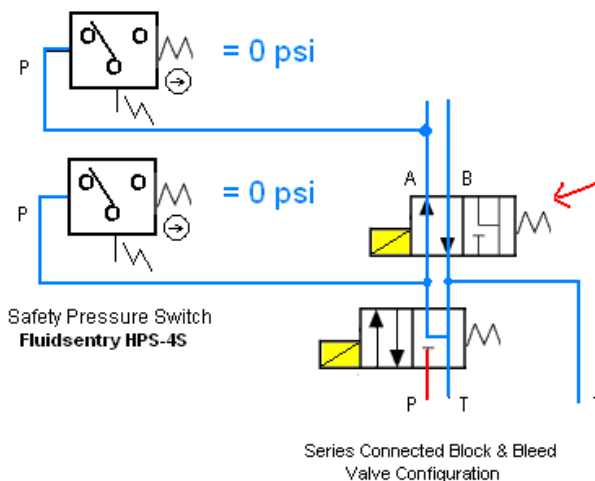 P
= 0 psi
A B
P
= 0 psi
Safety Pressure Switch
Fluidsentry HPS-4S
P T
Series Connected Block & Bleed
Valve Configuration